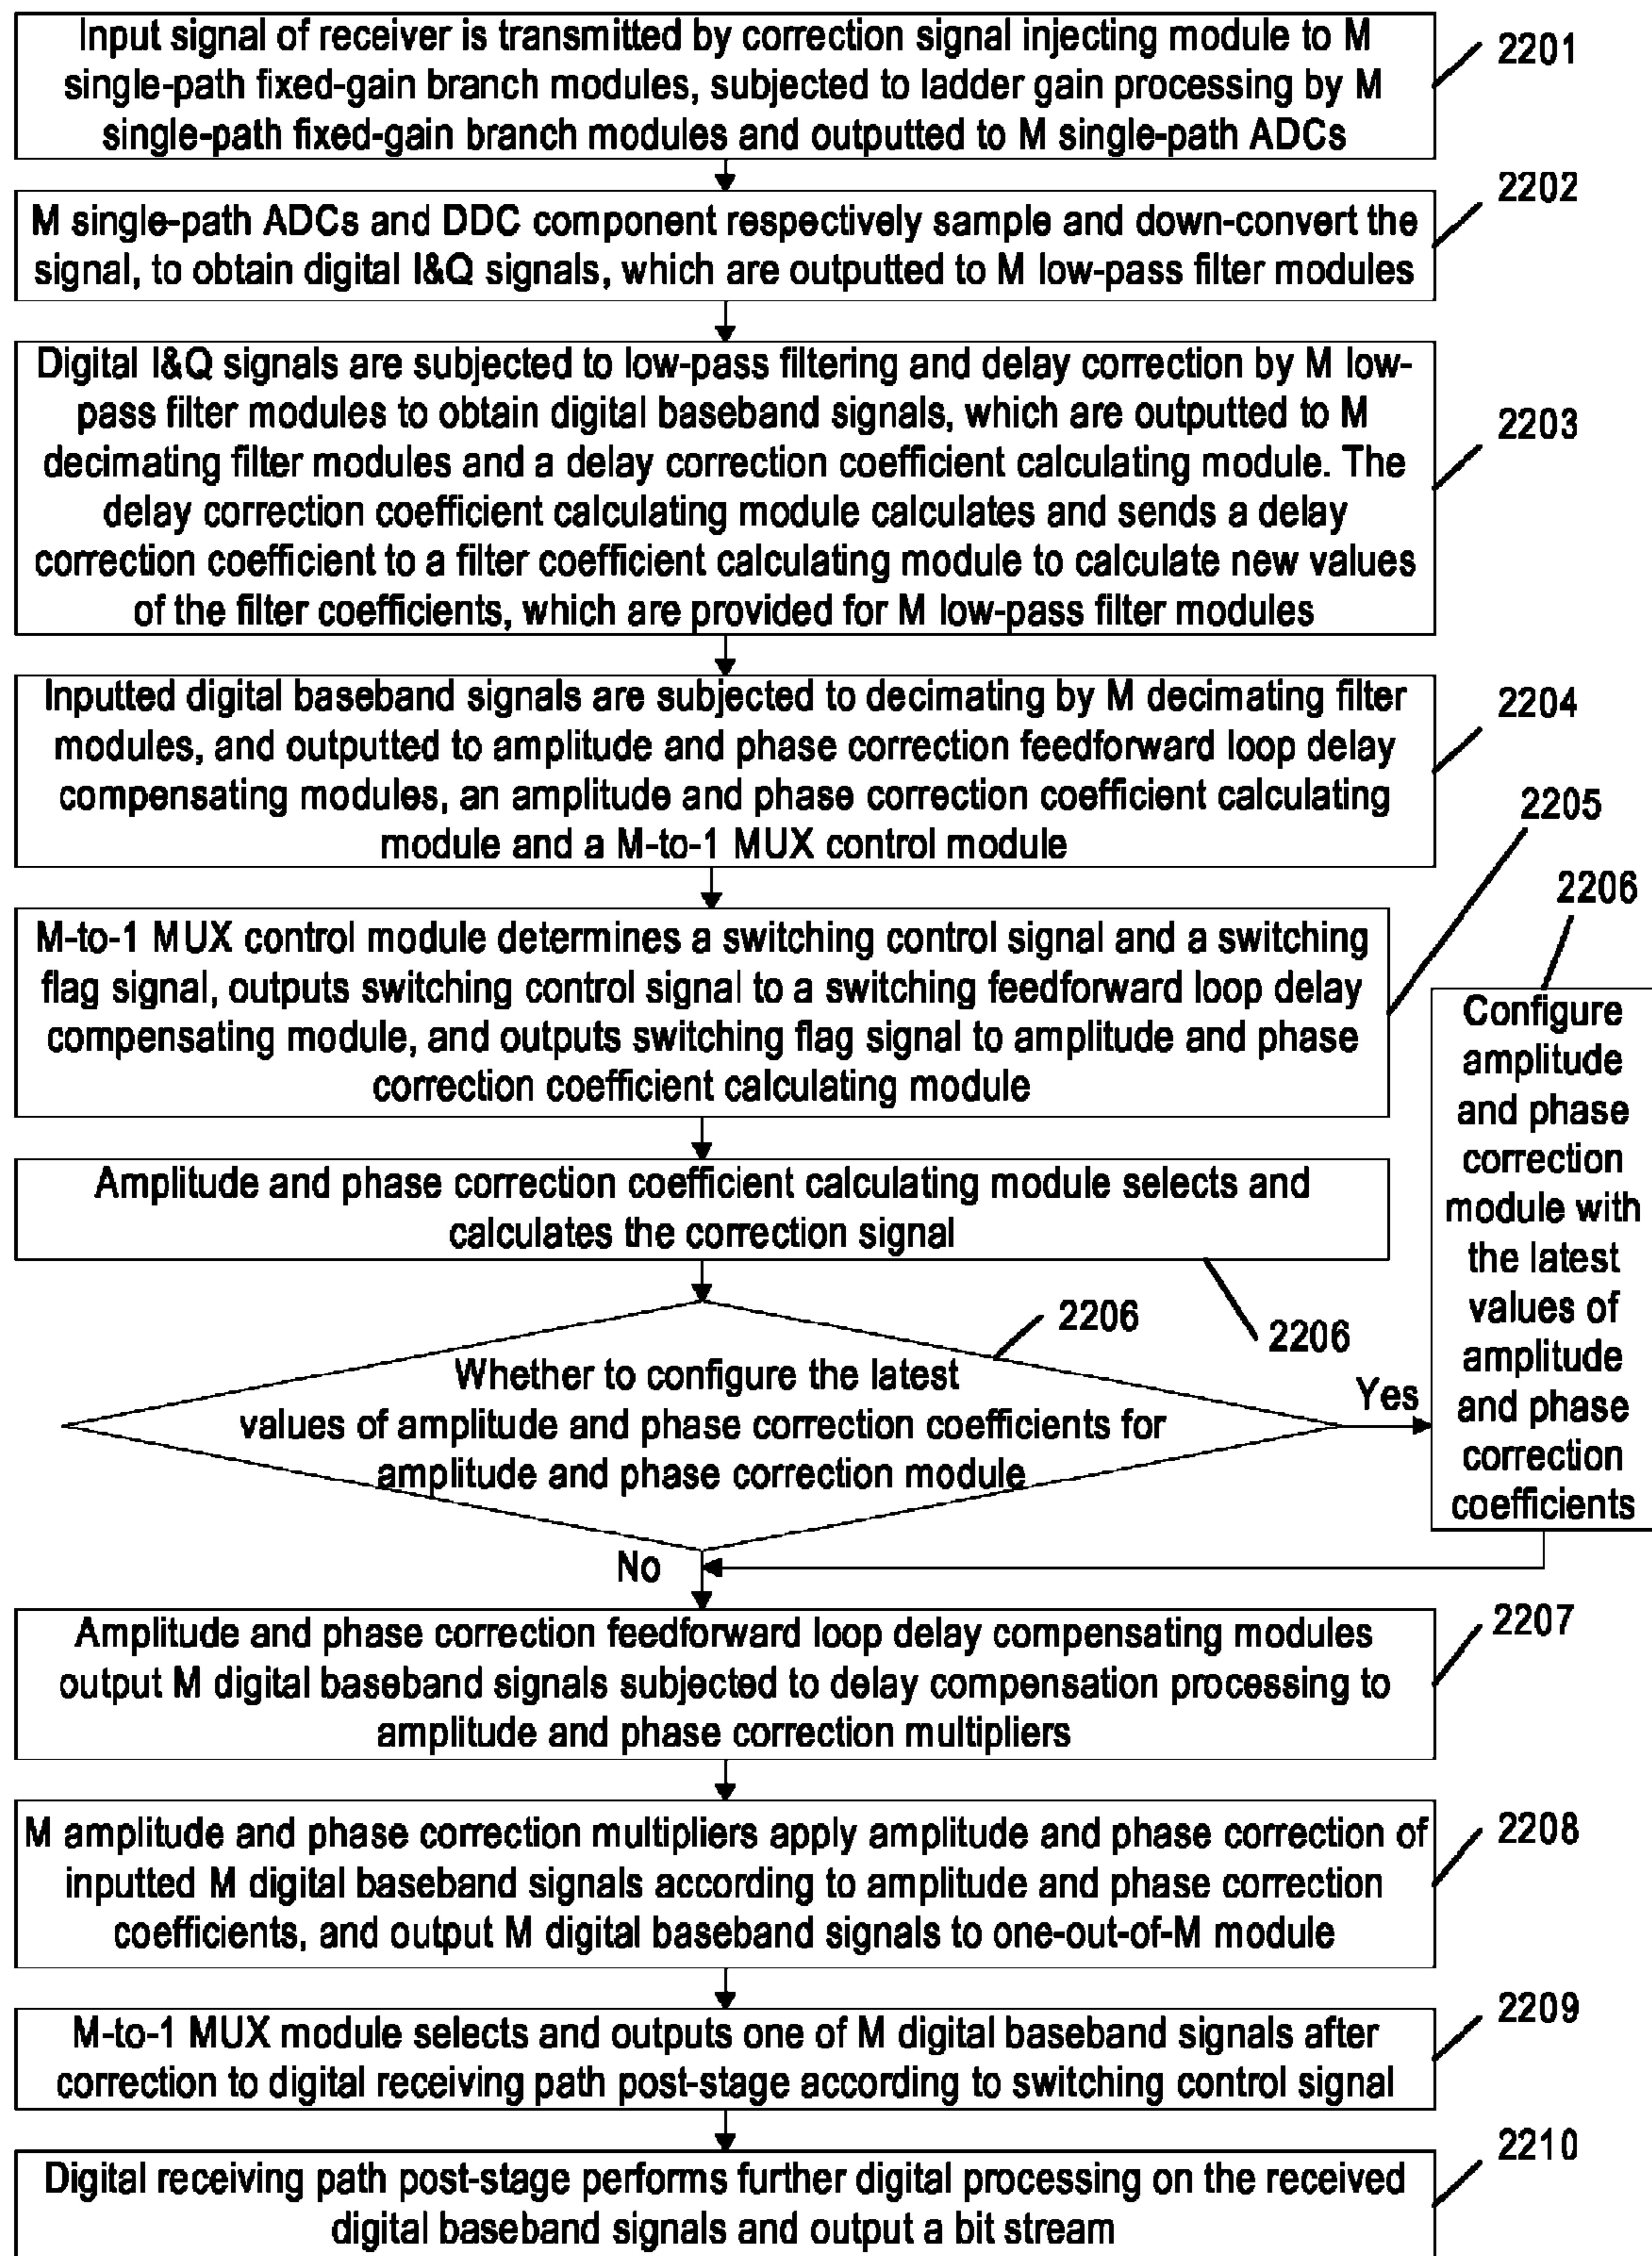 Input signal of receiver is transmitted by correction signal injecting module to M
single-path fixed-gain branch modules, subjected to ladder gain processing by M
single-path fixed-gain branch modules and outputted to M single-path ADCs
2201
M single-path ADCs and DDC component respectively sample and down-convert the
signal, to obtain digital I&Q signals, which are outputted to M low-pass filter modules
2202
Digital I&Q signals are subjected to low-pass filtering and delay correction by M low-
pass filter modules to obtain digital baseband signals, which are outputted to M
decimating filter modules and a delay correction coefficient calculating module. The
delay correction coefficient calculating module calculates and sends a delay
correction coefficient to a filter coefficient calculating module to calculate new values
of the filter coefficients, which are provided for M low-pass filter modules
2203
Inputted digital baseband signals are subjected to decimating by M decimating filter
modules, and outputted to amplitude and phase correction feedforward loop delay
compensating modules, an amplitude and phase correction coefficient calculating
module and a M-to-1 MUX control module
2204
M-to-1 MUX control module determines a switching control signal and a switching
flag signal, outputs switching control signal to a switching feedforward loop delay
compensating module, and outputs switching flag signal to amplitude and phase
correction coefficient calculating module
2205
2206
Configure
amplitude
and phase
correction
module with
the latest
values of
amplitude
and phase
correction
coefficients
Amplitude and phase correction coefficient calculating module selects and
calculates the correction signal
2206
2206
Whether to configure the latest
values of amplitude and phase correction coefficients for
amplitude and phase correction module
Yes
No
Amplitude and phase correction feedforward loop delay compensating modules
output M digital baseband signals subjected to delay compensation processing to
amplitude and phase correction multipliers
2207
M amplitude and phase correction multipliers apply amplitude and phase correction of
inputted M digital baseband signals according to amplitude and phase correction
coefficients, and output M digital baseband signals to one-out-of-M module
2208
M-to-1 MUX module selects and outputs one of M digital baseband signals after
correction to digital receiving path post-stage according to switching control signal
2209
Digital receiving path post-stage performs further digital processing on the received
digital baseband signals and output a bit stream
2210